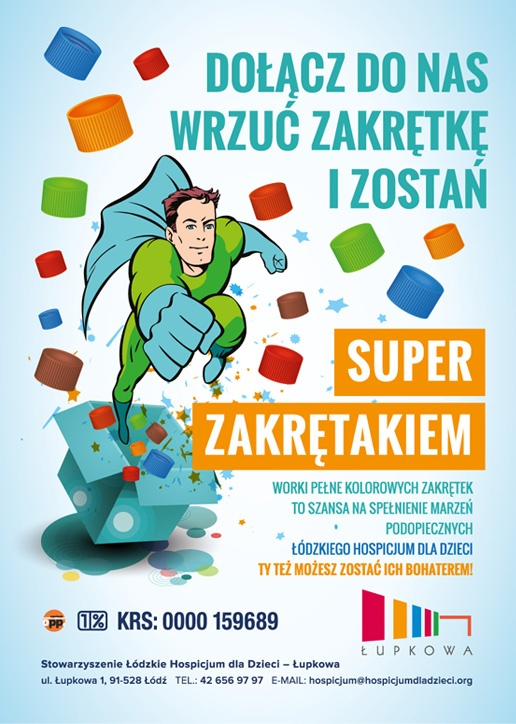 DOŁĄCZ DO NAS
WRZUĆ ZAKRĘTKĘ
I ZOSTAŃ
SUPER
ZAKRĘTAKIEM
WORKI PEŁNE KOLOROWYCH ZAKRĘTEK
TO SZANSA NA SPEŁNIENIE MARZEŃ
PODOPIECZNYCH
ŁÓDZKIEGO HOSPICJUM DLA DZIECI
TY TEŻ MOŻESZ ZOSTAĆ ICH BOHATEREM!
opp 1% KRS: 0000 159689
ŁUPKOWA
Stowarzyszenie Łódzkie Hospicjum dla Dzieci – Łupkowa
ul. Łupkowa 1, 91-528 Łódź TEL.: 42 656 97 97 E-MAIL: hospicjum@hospicjumdladzieci.org